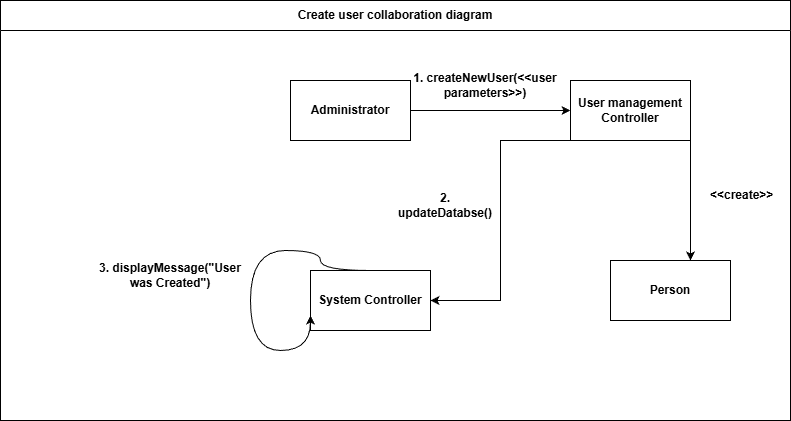 Create user collaboration diagram
1. createNewUser(<<user
parameters>>)
Administrator
User management
Controller
2.
updateDatabse()
<<create>>
3. displayMessage("User
was Created")
System Controller
Person